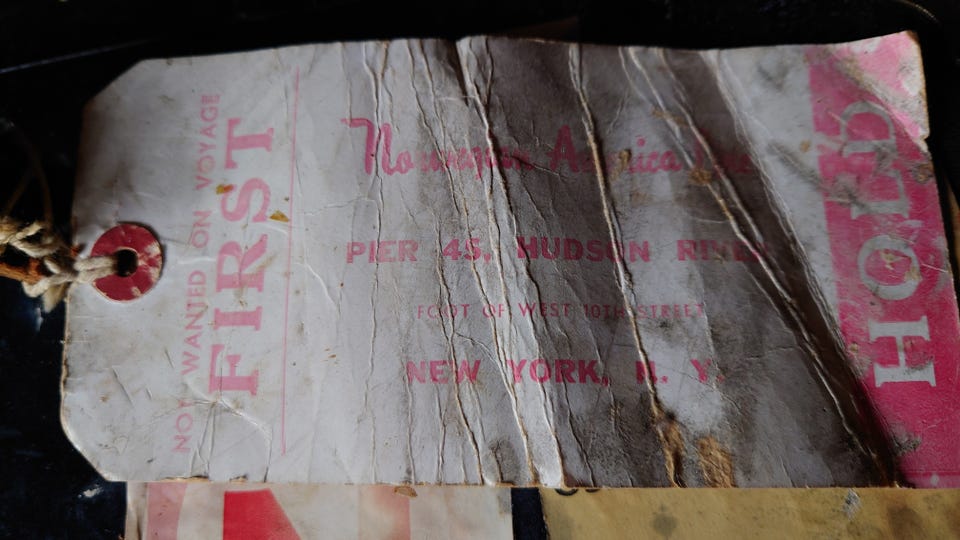 NOT WANTED ON VOYAGE
FIRST
Norwegian America Line
PIER 45, HUDSON RIVER
FOOT OF WEST 10TH STREET
NEW YORK, N. Y.
HOLD